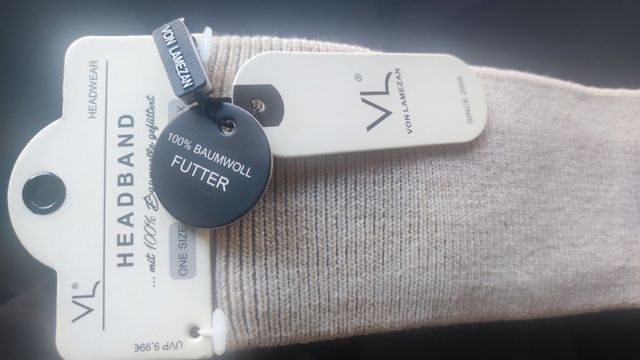 HEADWEAR
HEADBAND
... mit 100% Baumwolle gefüttert
ONE SIZE
VL®
UVP 9,99€
VON LAMEZAN
100% BAUMWOLL
FUTTER
VL®
VON LAMEZAN
SINCE 2005